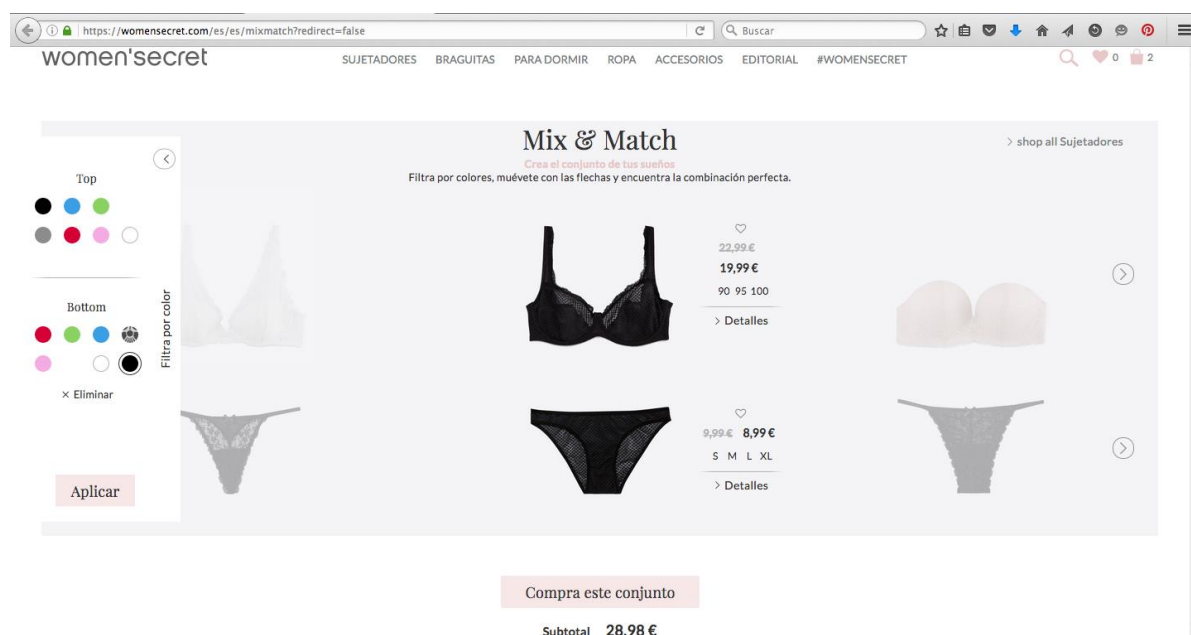 https://womensecret.com/es/es/mixmatch?redirect=false
Buscar
women'secret
SUJETADORES BRAGUITAS PARA DORMIR ROPA ACCESORIOS EDITORIAL #WOMENSECRET
0
2
Mix & Match
> shop all Sujetadores
Crea el conjunto de tus sueños
Filtra por colores, muévete con las flechas y encuentra la combinación perfecta.
Top
Bottom
Filtra por color
× Eliminar
Aplicar
22,99 €
19,99 €
90 95 100
> Detalles
9,99 € 8,99 €
S M L XL
> Detalles
Compra este conjunto
Subtotal 28,98 €